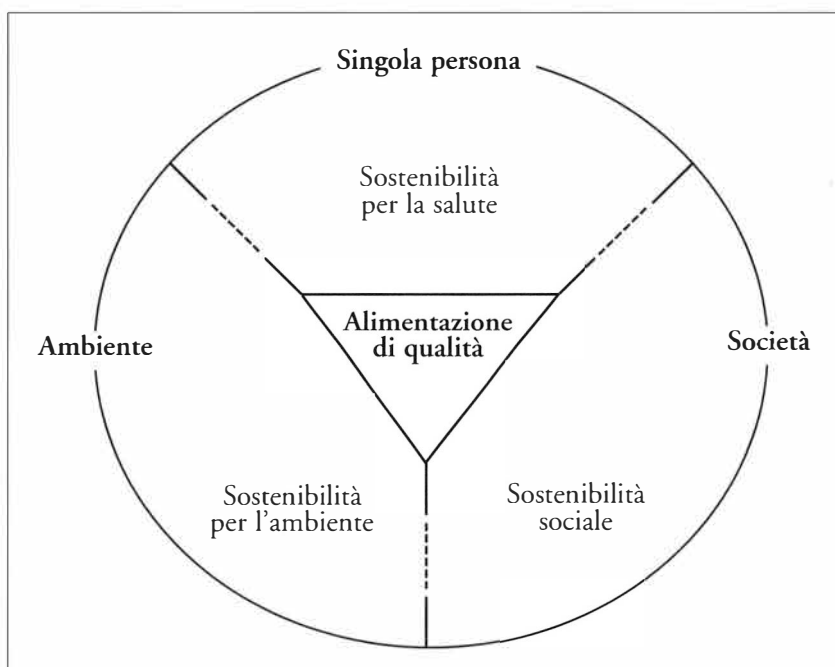 Singola persona
Sostenibilità
per la salute
Alimentazione
di qualità
Ambiente
Società
Sostenibilità
per l'ambiente
Sostenibilità
sociale